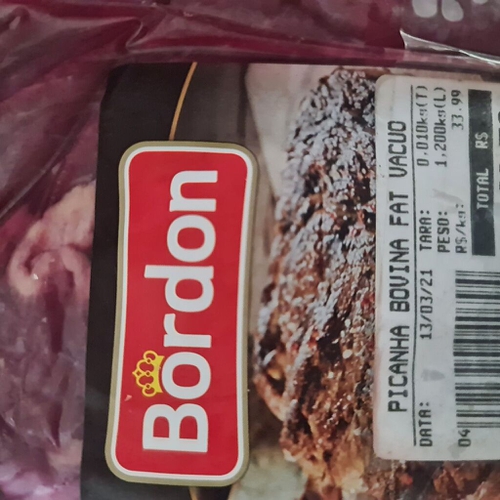 Bordon
PICANHA BOVINA FAT VACUO
DATA: 13/03/21 TARA: 0.010kg(T)
PESO: 1,200kg(L)
R$/kg: 33.99
TOTAL R$
04